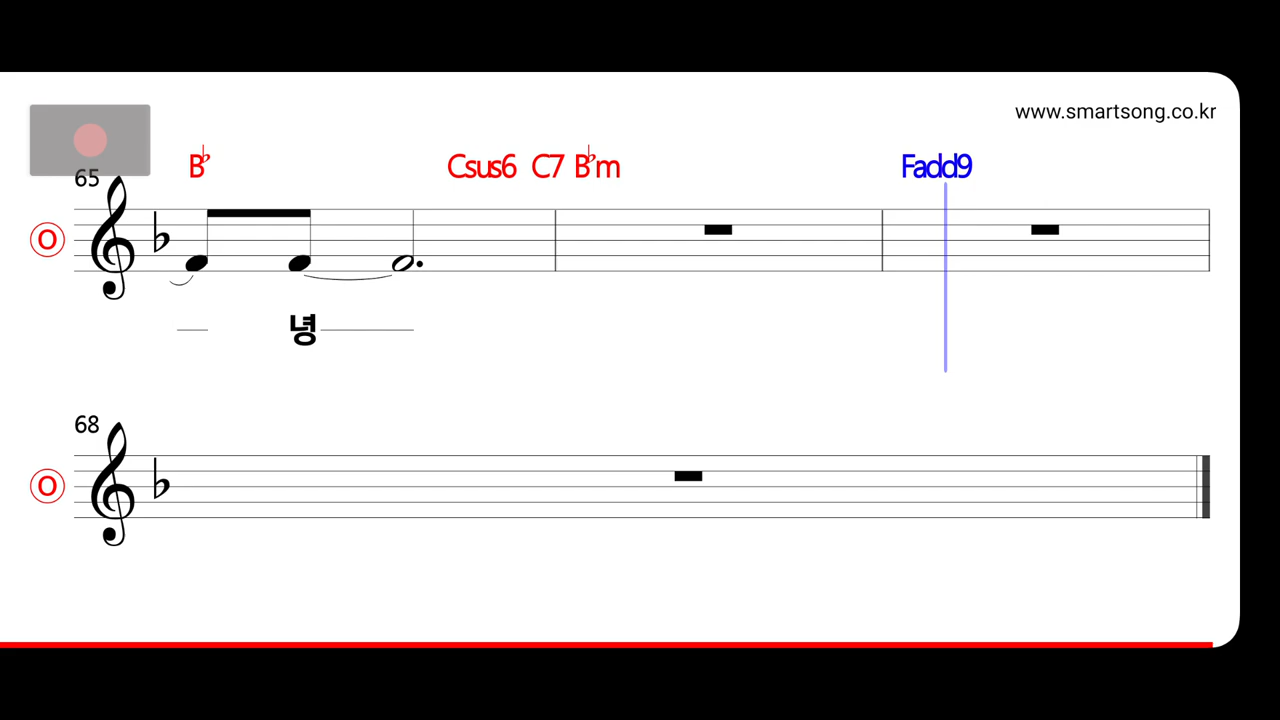 www.smartsong.co.kr
B♭ Csus6 C7 B♭m Fadd9
65
O
녕
68
O